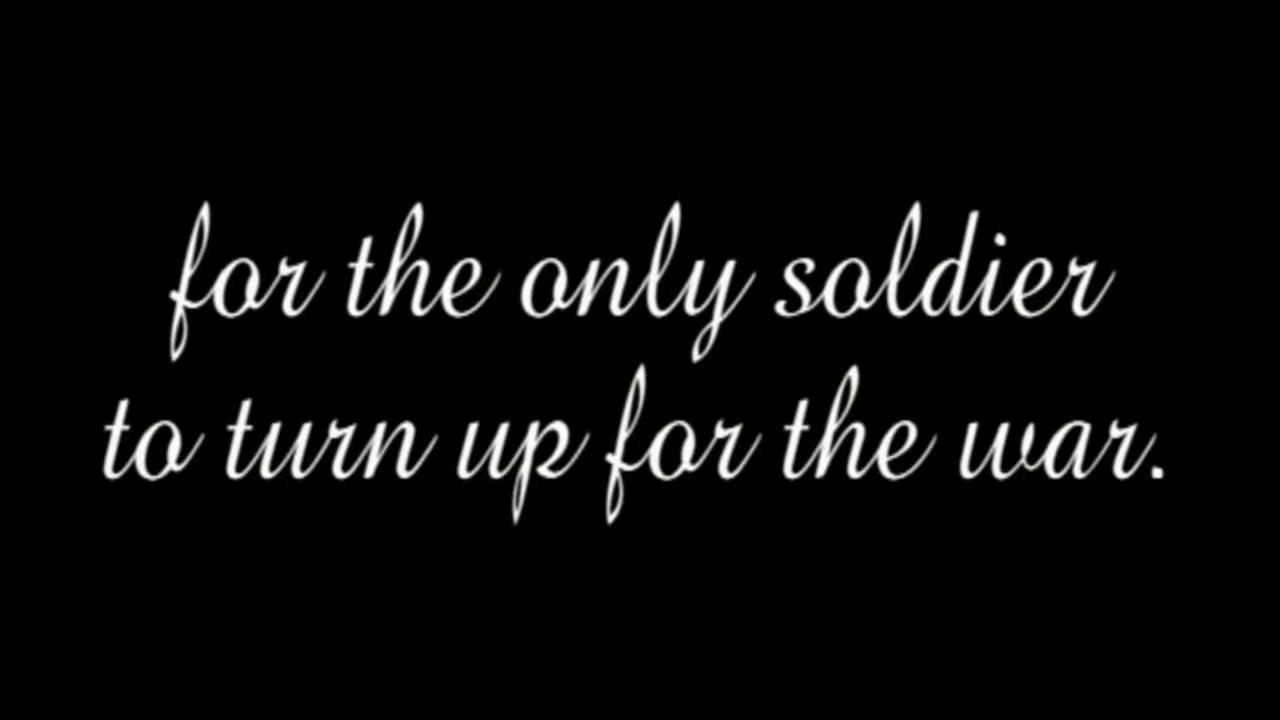 for the only soldier
to turn up for the war.